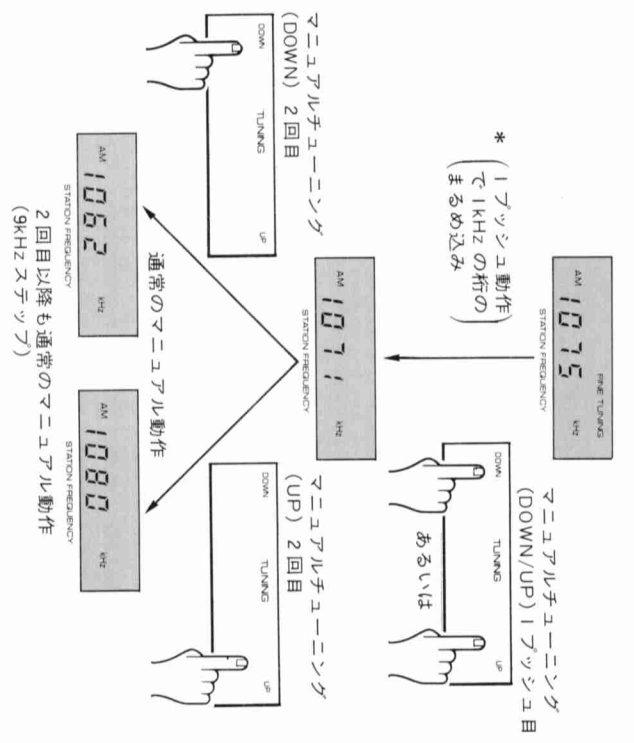 FINE TUNING
AM 1075 kHz
STATION FREQUENCY
マニュアルチューニング
(DOWN/UP) 1プッシュ目
DOWN TUNING UP
あるいは
*
(1プッシュ動作
で1kHzの桁の
まるめ込み)
AM 1071 kHz
STATION FREQUENCY
マニュアルチューニング
(DOWN) 2回目
DOWN TUNING UP
マニュアルチューニング
(UP) 2回目
DOWN TUNING UP
通常のマニュアル動作
AM 1062 kHz
STATION FREQUENCY
AM 1080 kHz
STATION FREQUENCY
2回目以降も通常のマニュアル動作
(9kHzステップ)